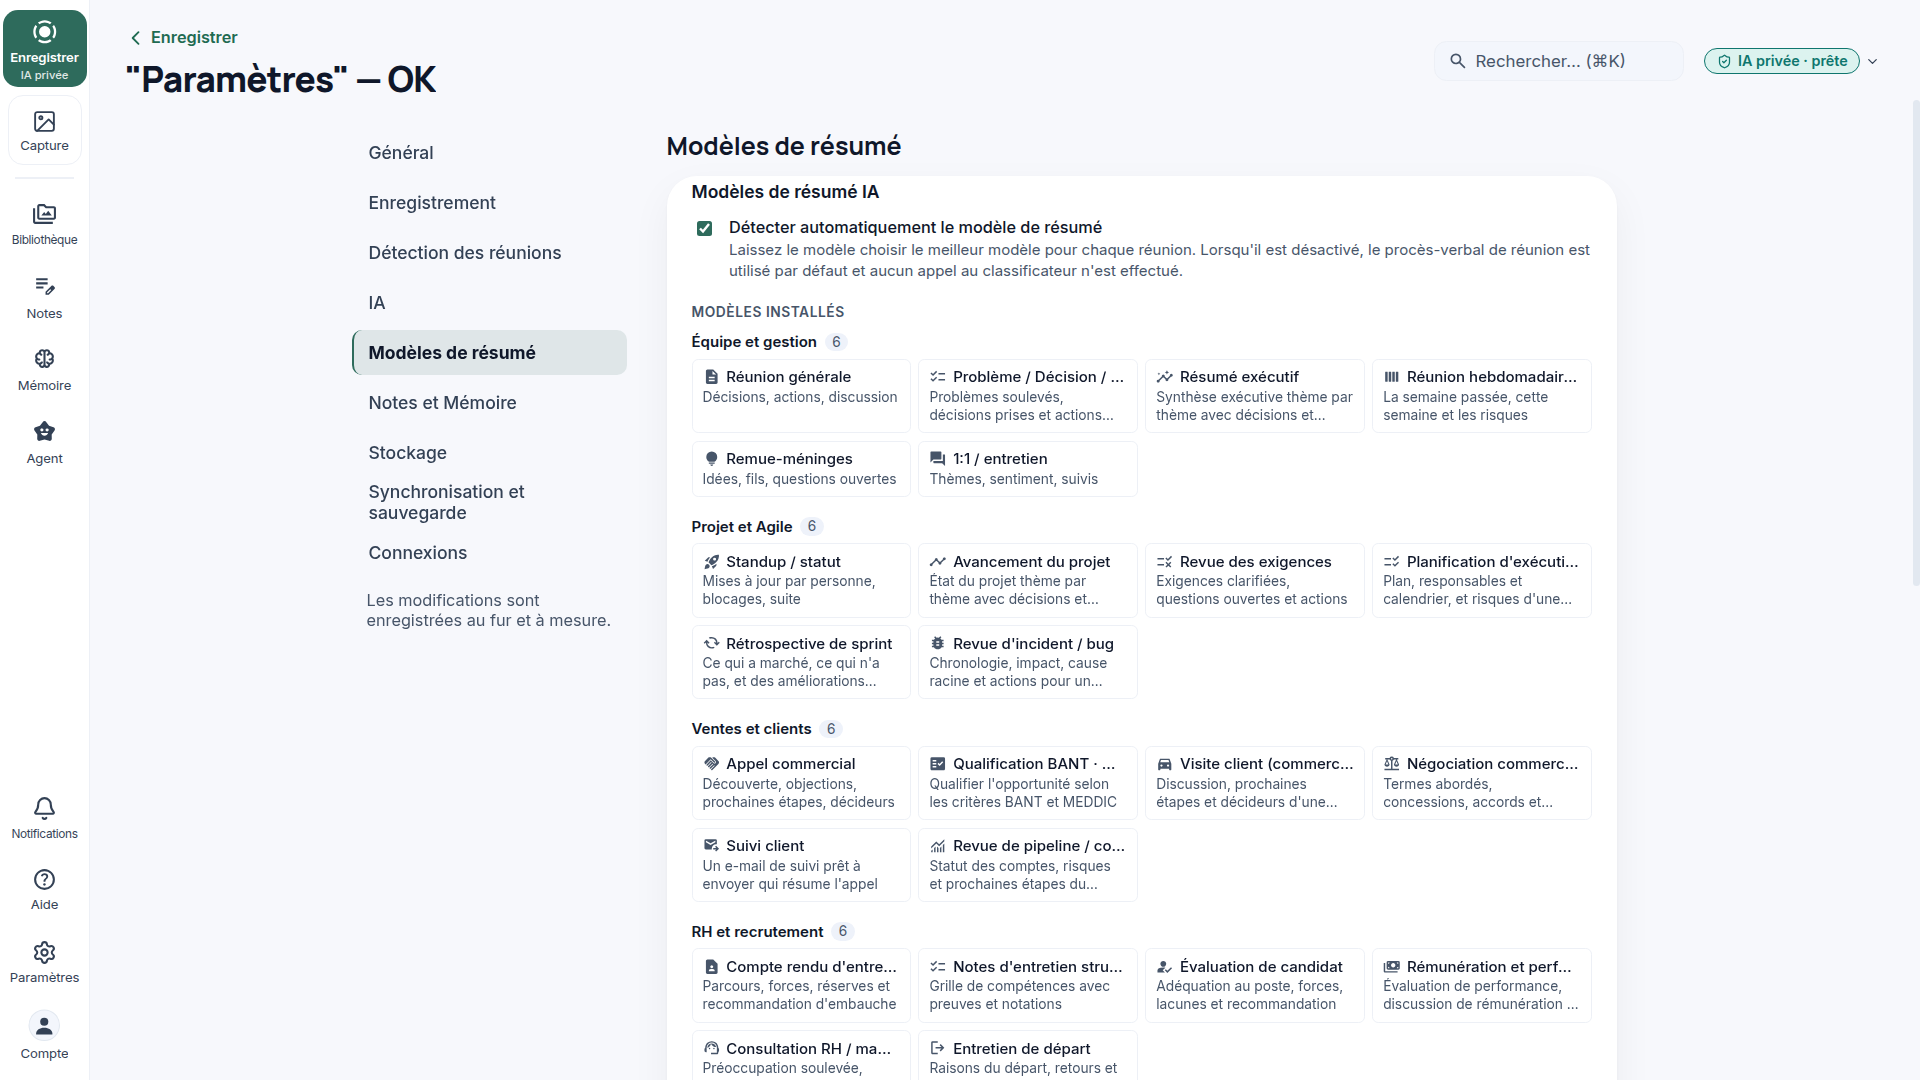 Enregistrer
IA privée
Capture
Bibliothèque
Notes
Mémoire
Agent
Notifications
Aide
Paramètres
Compte
Enregistrer
"Paramètres" — OK
Rechercher... (⌘K)
IA privée · prête
Général
Enregistrement
Détection des réunions
IA
Modèles de résumé
Notes et Mémoire
Stockage
Synchronisation et
sauvegarde
Connexions
Les modifications sont
enregistrées au fur et à mesure.
Modèles de résumé
Modèles de résumé IA
Détecter automatiquement le modèle de résumé
Laissez le modèle choisir le meilleur modèle pour chaque réunion. Lorsqu'il est désactivé, le procès-verbal de réunion est
utilisé par défaut et aucun appel au classificateur n'est effectué.
MODÈLES INSTALLÉS
Équipe et gestion 6
Réunion générale
Décisions, actions, discussion
Problème / Décision / ...
Problèmes soulevés,
décisions prises et actions...
Résumé exécutif
Synthèse exécutive thème par
thème avec décisions et...
Réunion hebdomadair...
La semaine passée, cette
semaine et les risques
Remue-méninges
Idées, fils, questions ouvertes
1:1 / entretien
Thèmes, sentiment, suivis
Projet et Agile 6
Standup / statut
Mises à jour par personne,
blocages, suite
Avancement du projet
État du projet thème par
thème avec décisions et...
Revue des exigences
Exigences clarifiées,
questions ouvertes et actions
Planification d'exécuti...
Plan, responsables et
calendrier, et risques d'une...
Rétrospective de sprint
Ce qui a marché, ce qui n'a
pas, et des améliorations...
Revue d'incident / bug
Chronologie, impact, cause
racine et actions pour un...
Ventes et clients 6
Appel commercial
Découverte, objections,
prochaines étapes, décideurs
Qualification BANT · ...
Qualifier l'opportunité selon
les critères BANT et MEDDIC
Visite client (commerc...
Discussion, prochaines
étapes et décideurs d'une...
Négociation commerc...
Termes abordés,
concessions, accords et...
Suivi client
Un e-mail de suivi prêt à
envoyer qui résume l'appel
Revue de pipeline / co...
Statut des comptes, risques
et prochaines étapes du...
RH et recrutement 6
Compte rendu d'entre...
Parcours, forces, réserves et
recommandation d'embauche
Notes d'entretien stru...
Grille de compétences avec
preuves et notations
Évaluation de candidat
Adéquation au poste, forces,
lacunes et recommandation
Rémunération et perf...
Évaluation de performance,
discussion de rémunération ...
Consultation RH / ma...
Préoccupation soulevée,
Entretien de départ
Raisons du départ, retours et